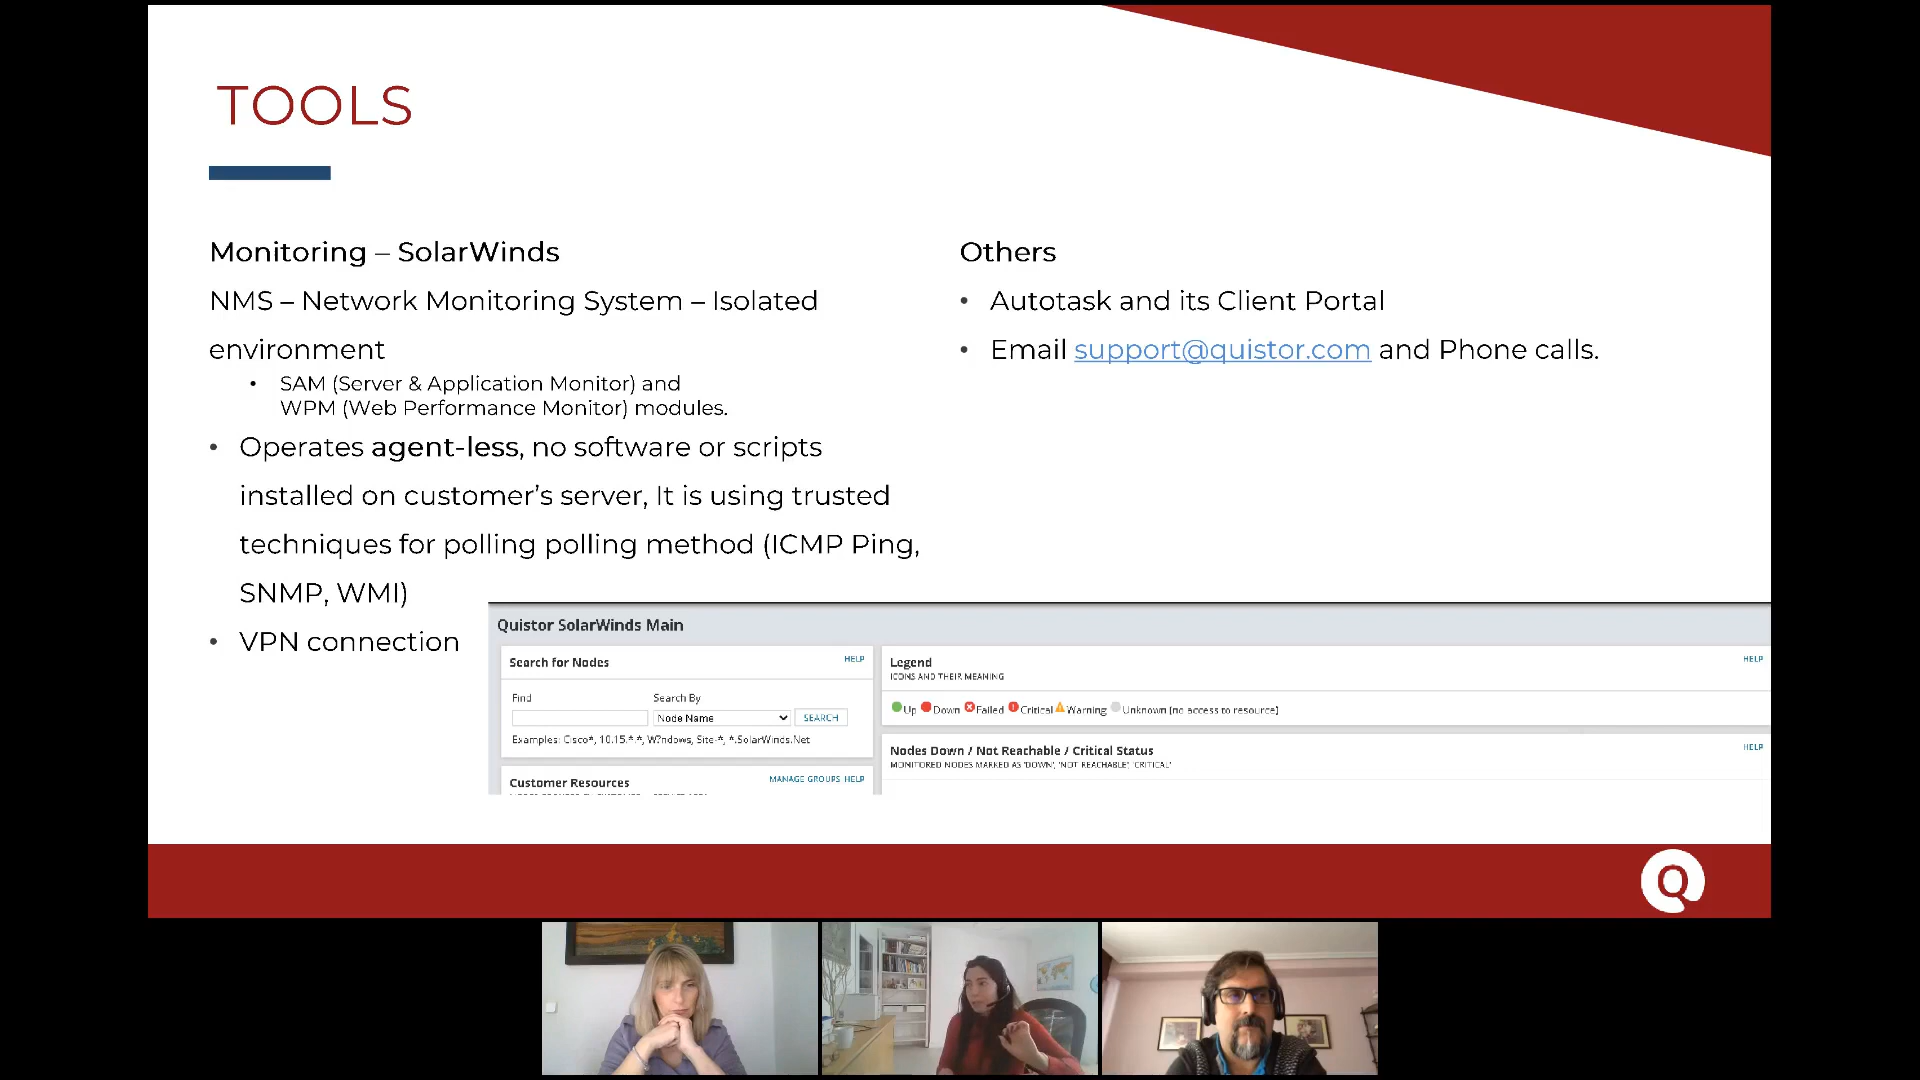 TOOLS
Monitoring – SolarWinds
NMS – Network Monitoring System – Isolated
environment
• SAM (Server & Application Monitor) and
WPM (Web Performance Monitor) modules.
• Operates agent-less, no software or scripts
installed on customer’s server, It is using trusted
techniques for polling polling method (ICMP Ping,
SNMP, WMI)
• VPN connection
Others
• Autotask and its Client Portal
• Email support@quistor.com and Phone calls.
Quistor SolarWinds Main
Search for Nodes HELP
Find Search By
Node Name SEARCH
Examples: Cisco*, 10.15.*.*, W?ndows, Site-*, *.SolarWinds.Net
Customer Resources MANAGE GROUPS HELP
Legend HELP
ICONS AND THEIR MEANING
Up Down Failed Critical Warning Unknown (no access to resource)
Nodes Down / Not Reachable / Critical Status HELP
MONITORED NODES MARKED AS 'DOWN', 'NOT REACHABLE', 'CRITICAL'
Q